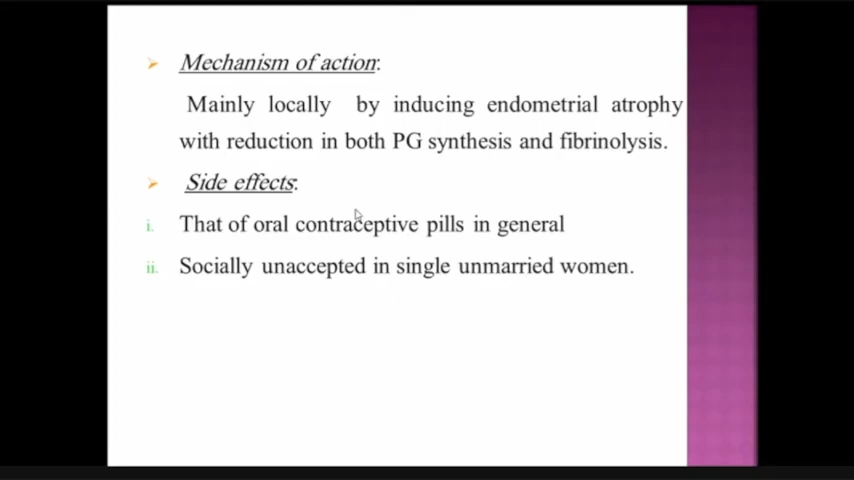 ➢ Mechanism of action:
Mainly locally by inducing endometrial atrophy
with reduction in both PG synthesis and fibrinolysis.
➢ Side effects:
i. That of oral contraceptive pills in general
ii. Socially unaccepted in single unmarried women.